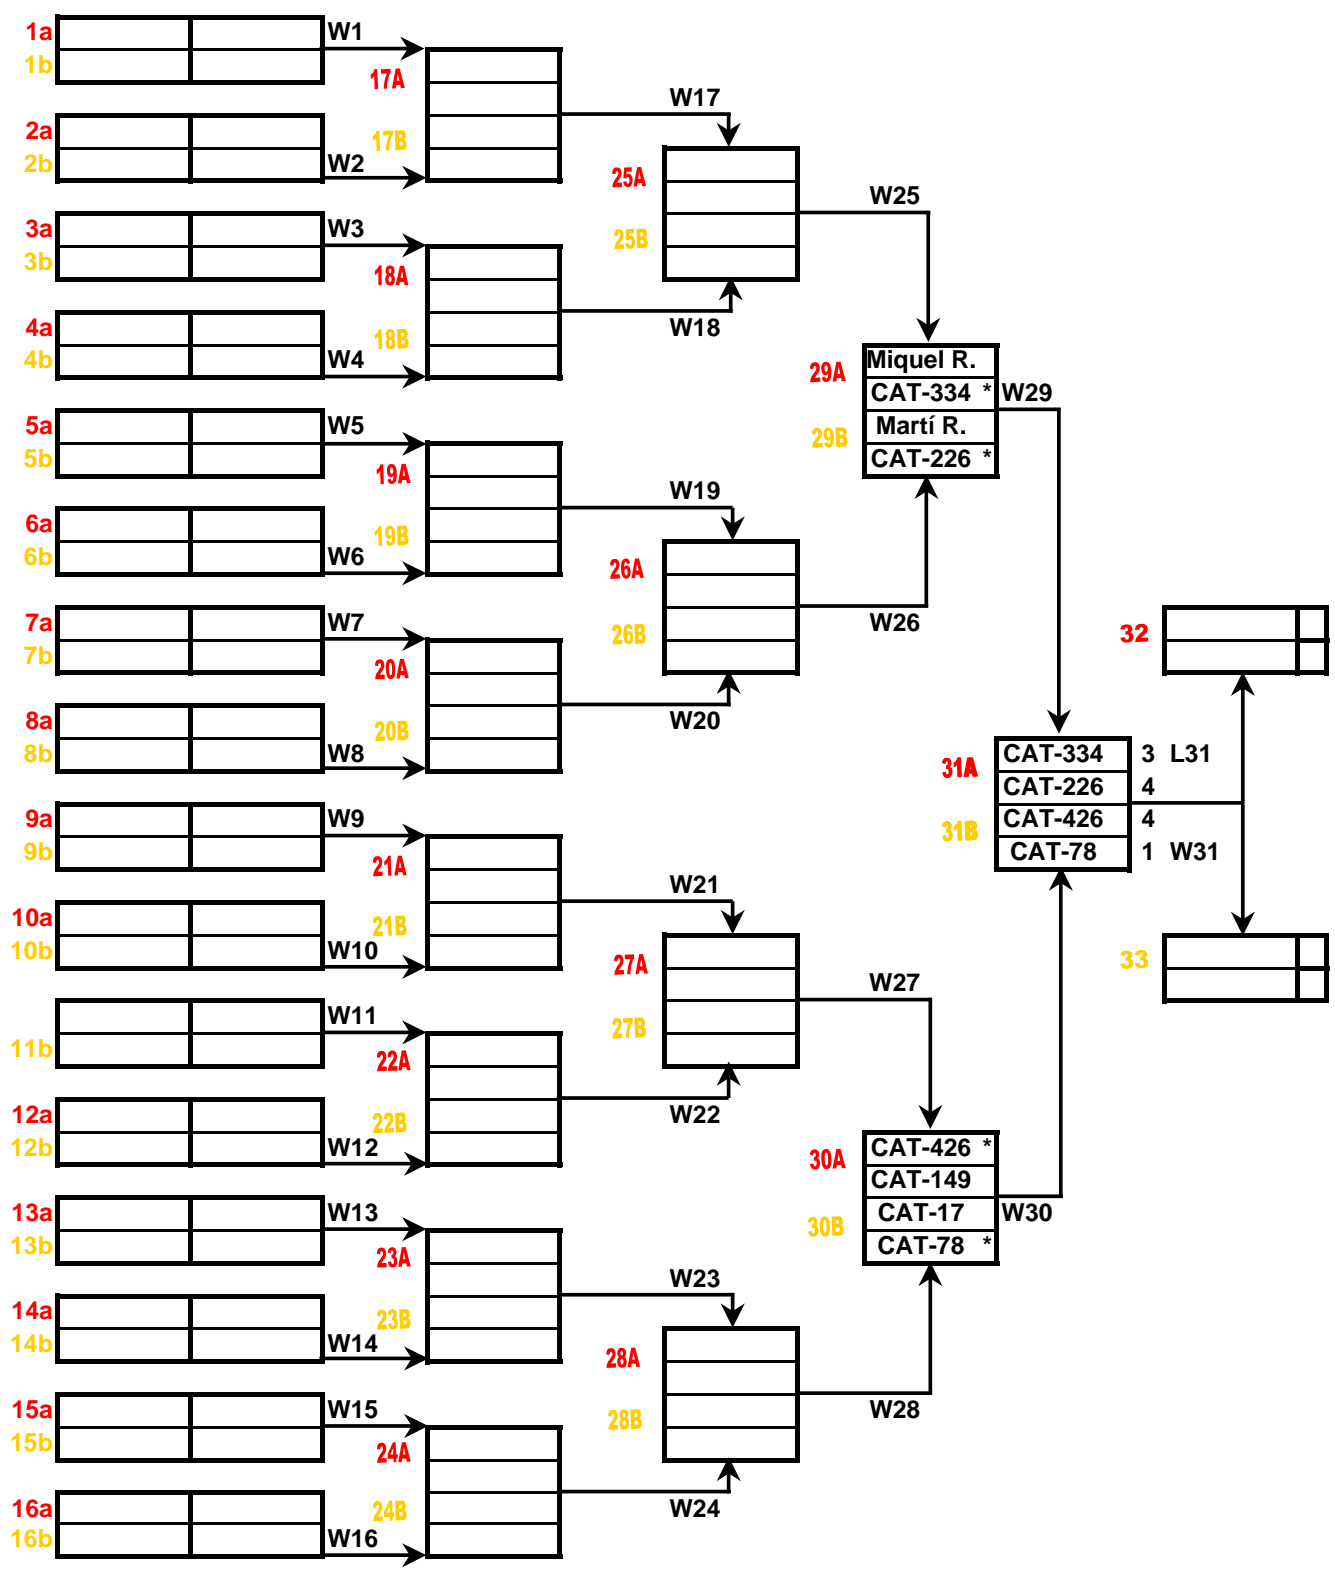 1a W1
1b
17A
W17
2a
17B
2b W2
25A
W25
3a W3
25B
3b
18A
W18
4a
18B
4b W4
Miquel R.
29A
CAT-334 * W29
5a W5
Martí R.
29B
5b
CAT-226 *
19A
W19
6a
19B
6b W6
26A
7a W7
W26
26B
32
7b
20A
8a W20
20B
8b W8
CAT-334 3 L31
31A
CAT-226 4
9a W9
CAT-426 4
31B
9b
CAT-78 1 W31
21A
W21
10a
21B
10b W10
27A
33
W27
11b W11
27B
22A
12a W22
22B
12b W12
CAT-426 *
30A
CAT-149
13a W13
CAT-17 W30
30B
13b
CAT-78 *
23A
W23
14a
23B
14b W14
28A
15a W15
W28
28B
15b
24A
16a W24
24B
16b W16